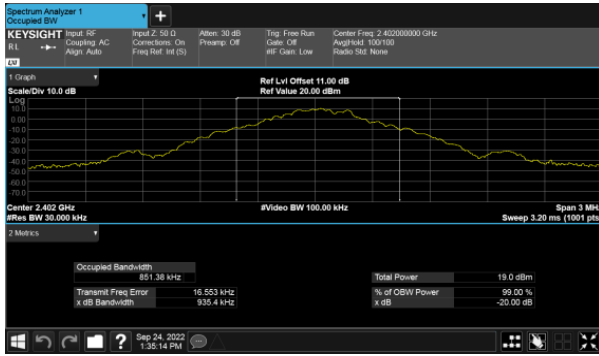 Spectrum Analyzer 1
Occupied BW
KEYSIGHT Input: RF Input Z: 50 Ω Atten: 30 dB Trig: Free Run Center Freq: 2.402000000 GHz
R L Coupling: AC Corrections: On Preamp: Off Gate: Off Avg|Hold: 100/100
Align: Auto Freq Ref: Int (S) #IF Gain: Low Radio Std: None
1 Graph
Ref Lvl Offset 11.00 dB
Scale/Div 10.0 dB Ref Value 20.00 dBm
Log
10.0
0.00
-10.0
-20.0
-30.0
-40.0
-50.0
-60.0
-70.0
Center 2.402 GHz #Video BW 100.00 kHz Span 3 MHz
#Res BW 30.000 kHz Sweep 3.20 ms (1001 pts
2 Metrics
Occupied Bandwidth
851.38 kHz Total Power 19.0 dBm
Transmit Freq Error 16.553 kHz % of OBW Power 99.00 %
x dB Bandwidth 935.4 kHz x dB -20.00 dB
? Sep 24, 2022
1:35:14 PM